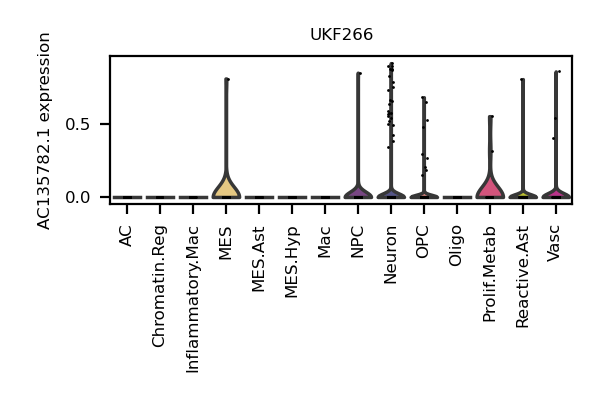 UKF266
AC135782.1 expression
0.5
0.0
AC
Chromatin.Reg
Inflammatory.Mac
MES
MES.Ast
MES.Hyp
Mac
NPC
Neuron
OPC
Oligo
Prolif.Metab
Reactive.Ast
Vasc